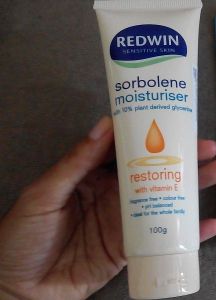 REDWIN
SENSITIVE SKIN
sorbolene
moisturiser
with 10% plant derived glycerine
restoring
with vitamin E
fragrance free • colour free
• pH balanced
• ideal for the whole family
100g